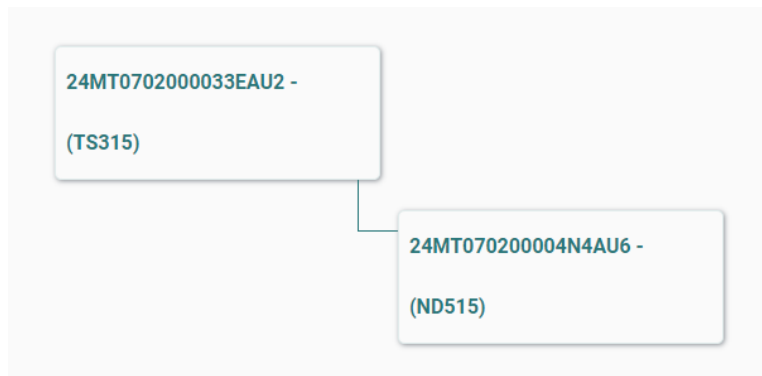 24MT0702000033EAU2 -
(TS315)
24MT070200004N4AU6 -
(ND515)